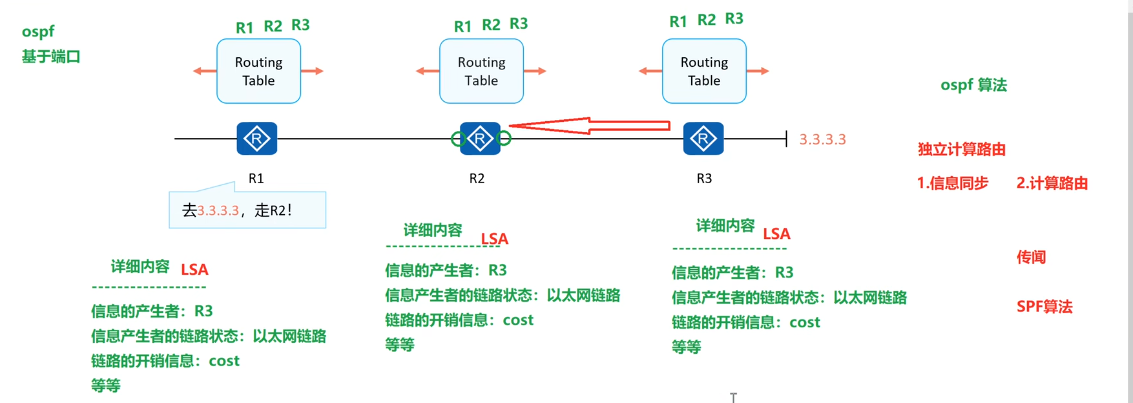 ospf
基于端口
R1 R2 R3
Routing
Table
R1 R2 R3
Routing
Table
R1 R2 R3
Routing
Table
ospf 算法
R
R
R
3.3.3.3
R1
R2
R3
去3.3.3.3，走R2！
独立计算路由
1.信息同步 2.计算路由
传闻
SPF算法
详细内容 LSA
------------------
信息的产生者：R3
信息产生者的链路状态：以太网链路
链路的开销信息：cost
等等
详细内容 LSA
------------------
信息的产生者：R3
信息产生者的链路状态：以太网链路
链路的开销信息：cost
等等
详细内容 LSA
------------------
信息的产生者：R3
信息产生者的链路状态：以太网链路
链路的开销信息：cost
等等